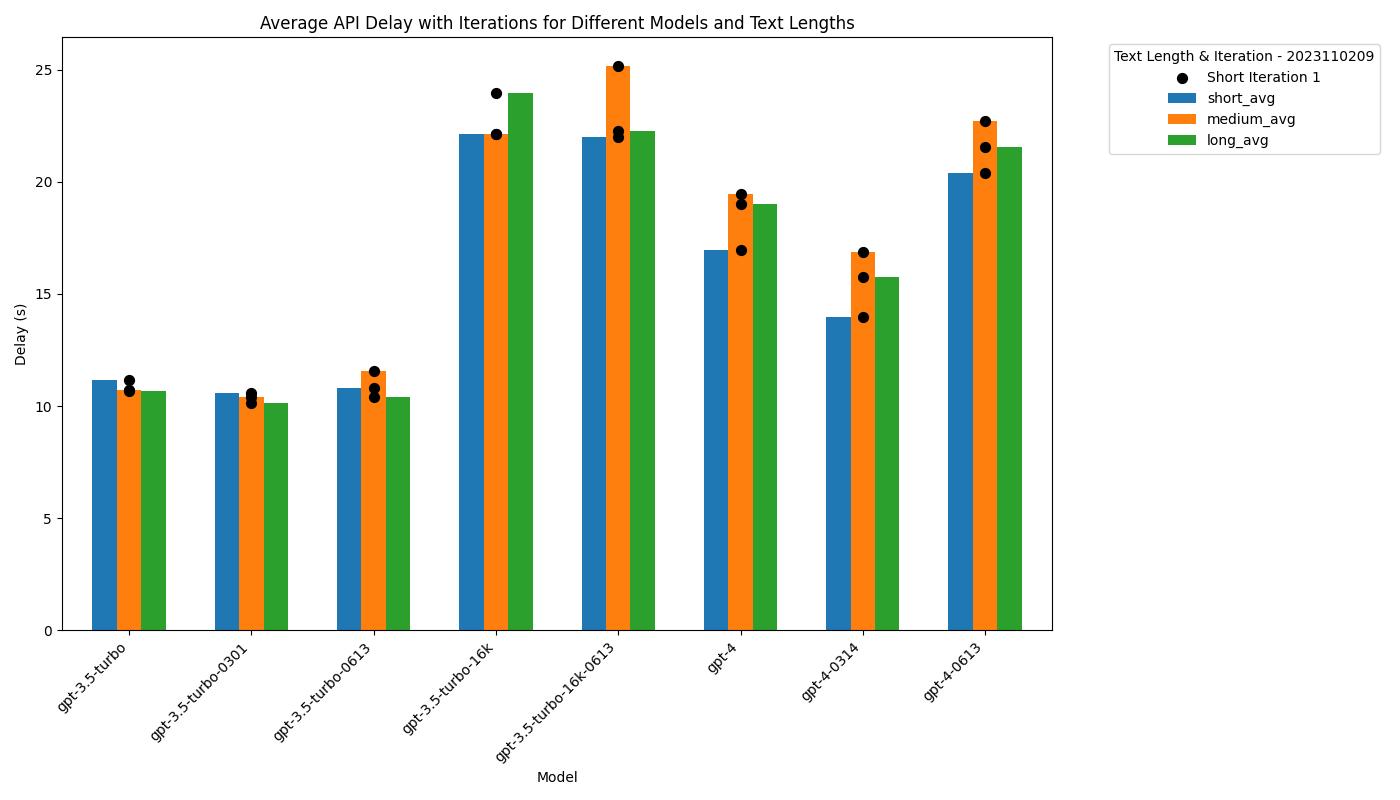 Average API Delay with Iterations for Different Models and Text Lengths
Text Length & Iteration - 2023110209
Short Iteration 1
short_avg
medium_avg
long_avg
Delay (s)
25
20
15
10
5
0
gpt-3.5-turbo
gpt-3.5-turbo-0301
gpt-3.5-turbo-0613
gpt-3.5-turbo-16k
gpt-3.5-turbo-16k-0613
gpt-4
gpt-4-0314
gpt-4-0613
Model